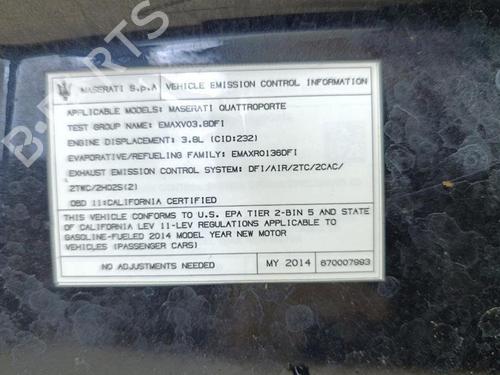 B-PARTS
MASERATI S.p.A VEHICLE EMISSION CONTROL INFORMATION
APPLICABLE MODELS: MASERATI QUATTROPORTE
TEST GROUP NAME: EMAXV03.8DFI
ENGINE DISPLACEMENT: 3.8L (CID:232)
EVAPORATIVE/REFUELING FAMILY: EMAXR0136DFI
EXHAUST EMISSION CONTROL SYSTEM: DFI/AIR/2TC/2CAC/
2TWC/2HO2S(2)
OBD II:CALIFORNIA CERTIFIED
THIS VEHICLE CONFORMS TO U.S. EPA TIER 2-BIN 5 AND STATE
OF CALIFORNIA LEV II-LEV REGULATIONS APPLICABLE TO
GASOLINE-FUELED 2014 MODEL YEAR NEW MOTOR
VEHICLES (PASSENGER CARS)
NO ADJUSTMENTS NEEDED MY 2014 670007993